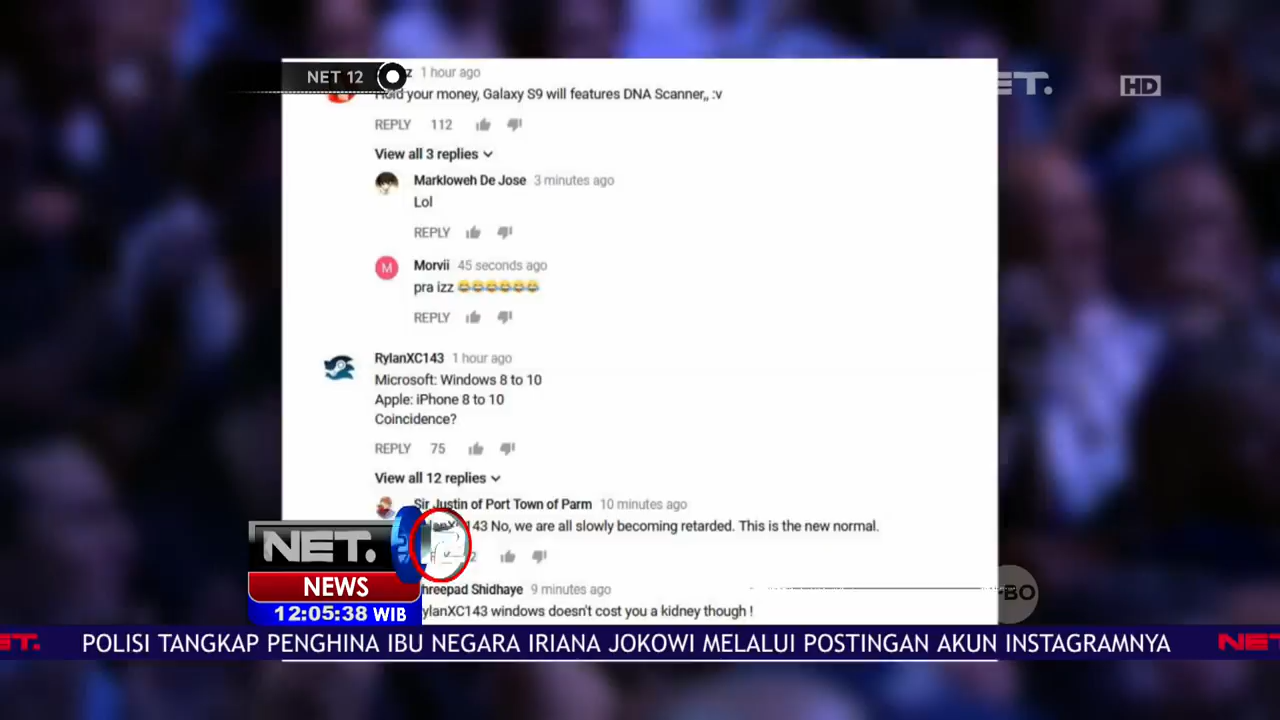 NET 12
z 1 hour ago
Hold your money, Galaxy S9 will features DNA Scanner,, :v
REPLY 112
View all 3 replies
Markloweh De Jose 3 minutes ago
Lol
REPLY
M
Morvii 45 seconds ago
pra izz 😂😂😂😂😂😂
REPLY
RylanXC143 1 hour ago
Microsoft: Windows 8 to 10
Apple: iPhone 8 to 10
Coincidence?
REPLY 75
View all 12 replies
Sir Justin of Port Town of Parm 10 minutes ago
No, we are all slowly becoming retarded. This is the new normal.
hreepad Shidhaye 9 minutes ago
ylanXC143 windows doesn't cost you a kidney though !
ET.
HD
NET.
NEWS
12:05:38 WIB
BO
ET. POLISI TANGKAP PENGHINA IBU NEGARA IRIANA JOKOWI MELALUI POSTINGAN AKUN INSTAGRAMNYA NE